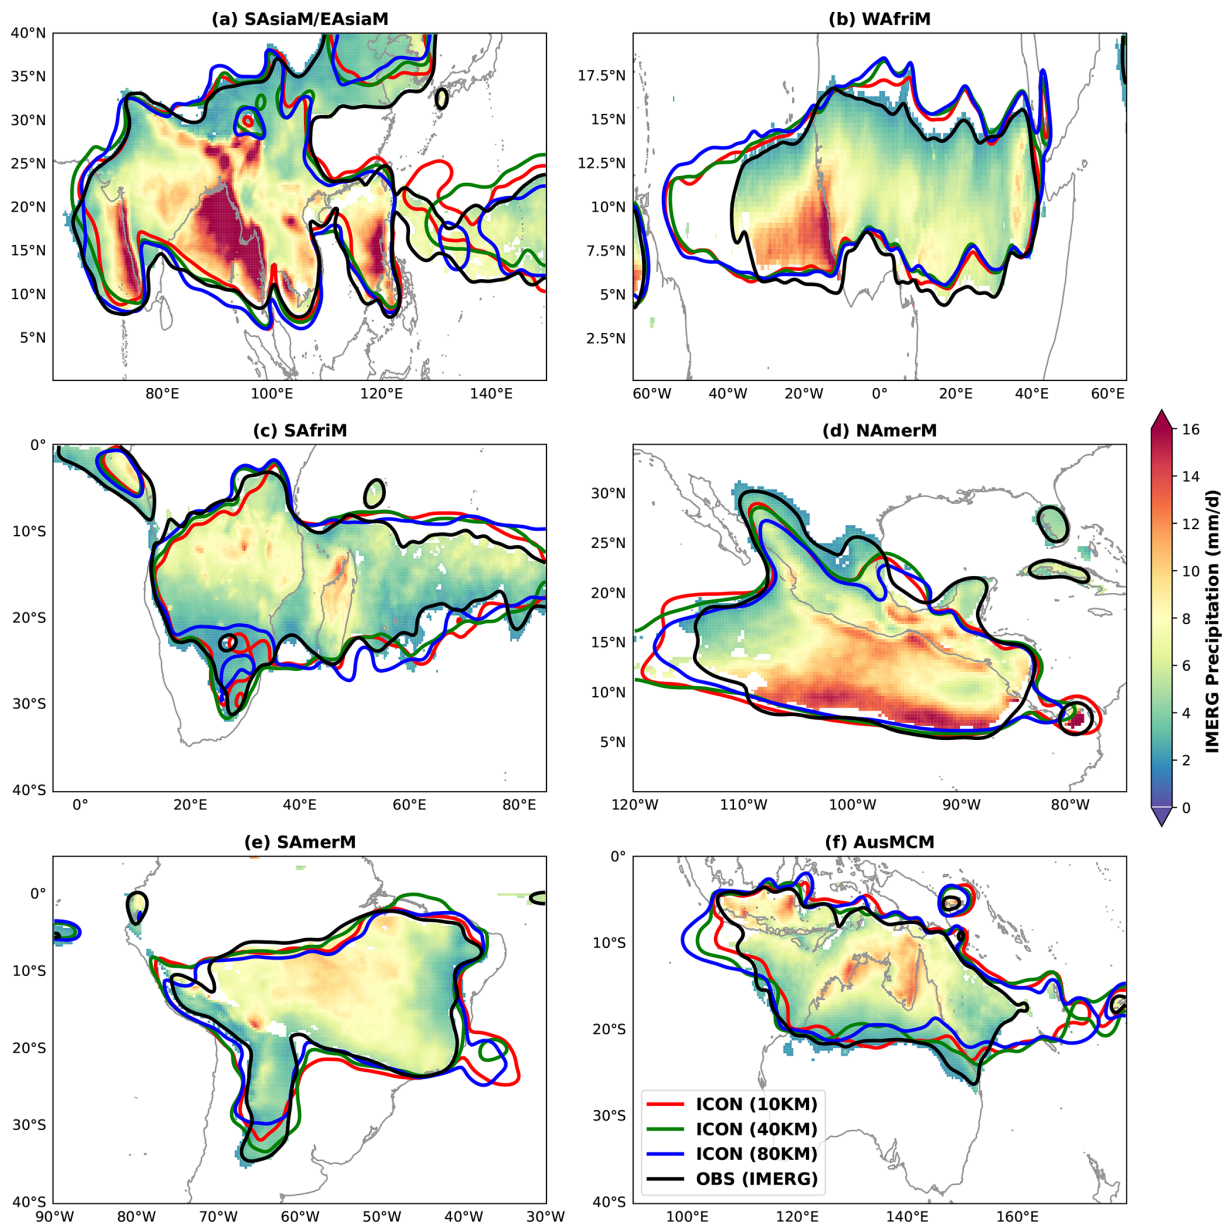 (a) SAsiaM/EAsiaM
40°N
35°N
30°N
25°N
20°N
15°N
10°N
5°N
80°E 100°E 120°E 140°E
(b) WAfriM
17.5°N
15°N
12.5°N
10°N
7.5°N
5°N
2.5°N
60°W 40°W 20°W 0° 20°E 40°E 60°E
(c) SAfriM
0°
10°S
20°S
30°S
40°S
0° 20°E 40°E 60°E 80°E
(d) NAmerM
30°N
25°N
20°N
15°N
10°N
5°N
120°W 110°W 100°W 90°W 80°W
16
14
12
10
8
6
4
2
0
IMERG Precipitation (mm/d)
(e) SAmerM
0°
10°S
20°S
30°S
40°S
90°W 80°W 70°W 60°W 50°W 40°W 30°W
(f) AusMCM
0°
10°S
20°S
30°S
40°S
100°E 120°E 140°E 160°E
ICON (10KM)
ICON (40KM)
ICON (80KM)
OBS (IMERG)